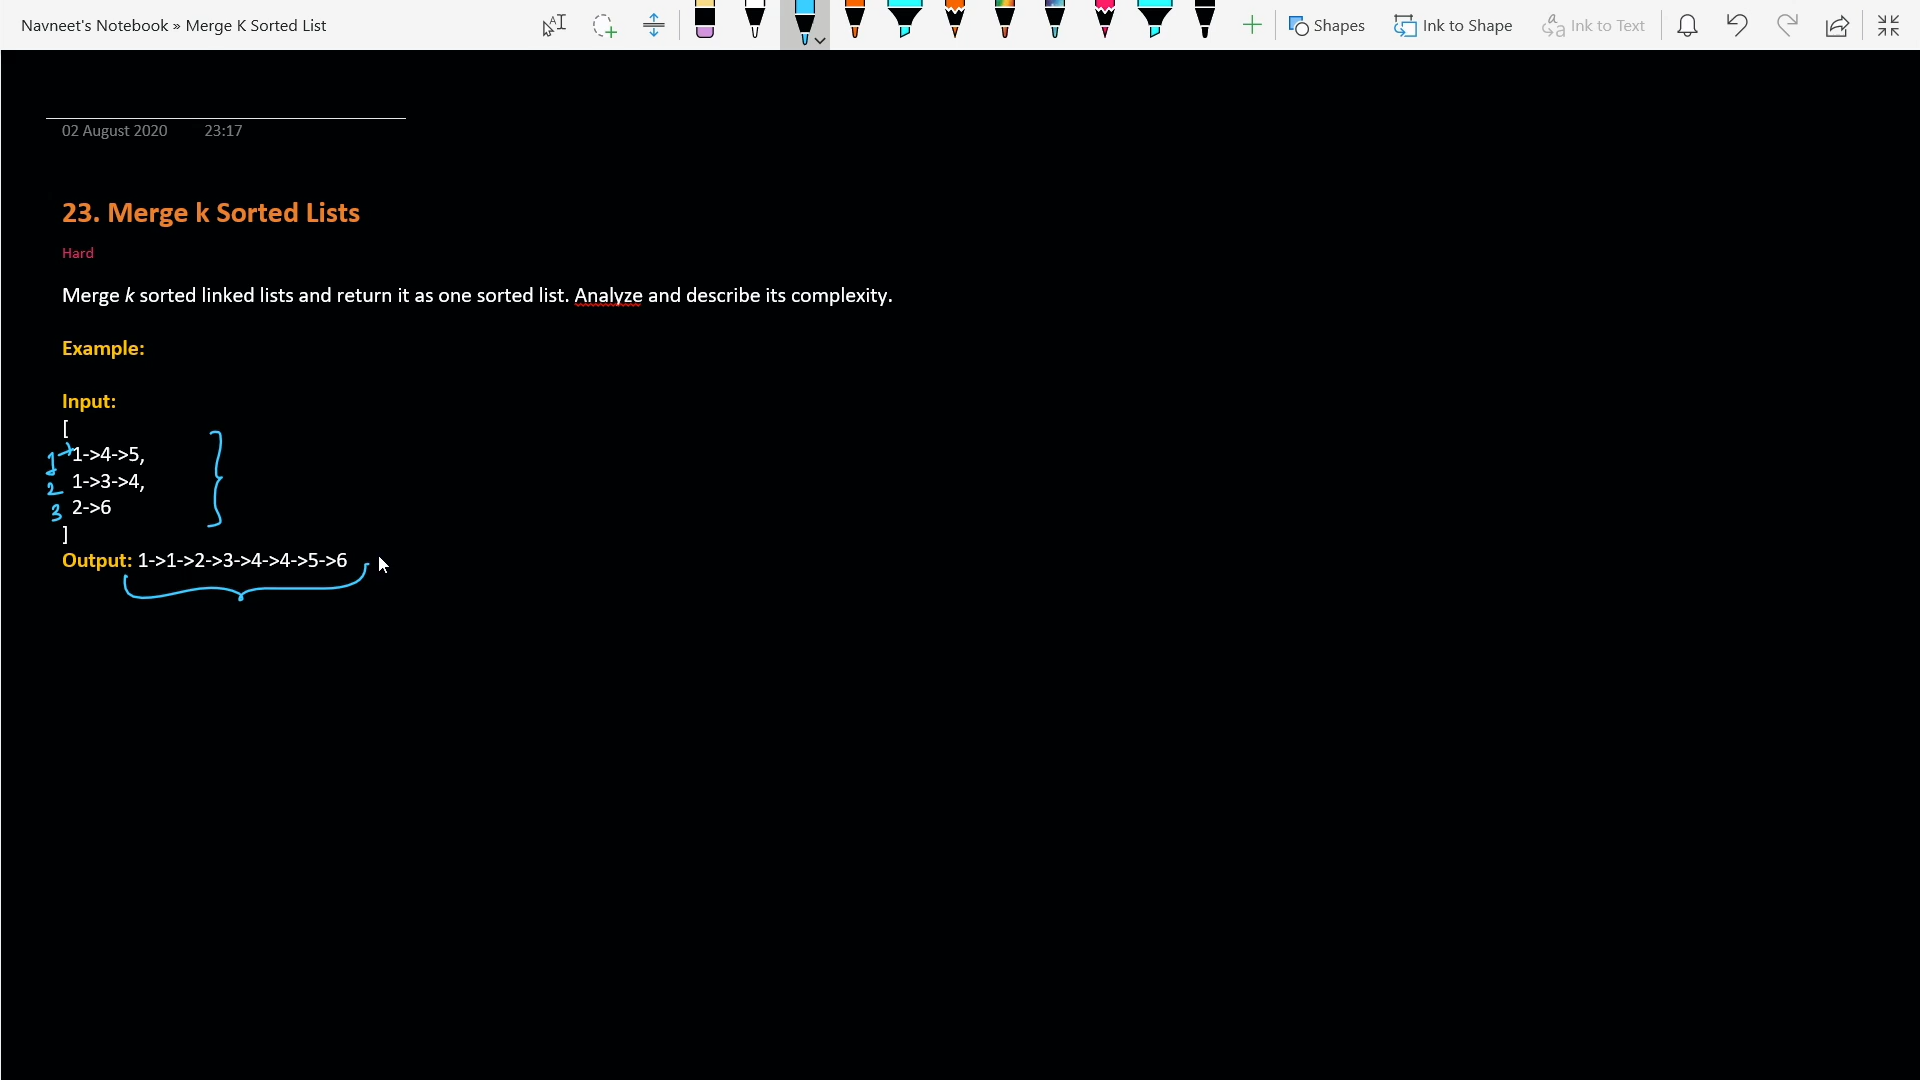 Navneet's Notebook » Merge K Sorted List
Shapes
Ink to Shape
Ink to Text
02 August 2020 23:17
23. Merge k Sorted Lists
Hard
Merge k sorted linked lists and return it as one sorted list. Analyze and describe its complexity.
Example:
Input:
[
1 1->4->5,
2 1->3->4,
3 2->6
]
Output: 1->1->2->3->4->4->5->6